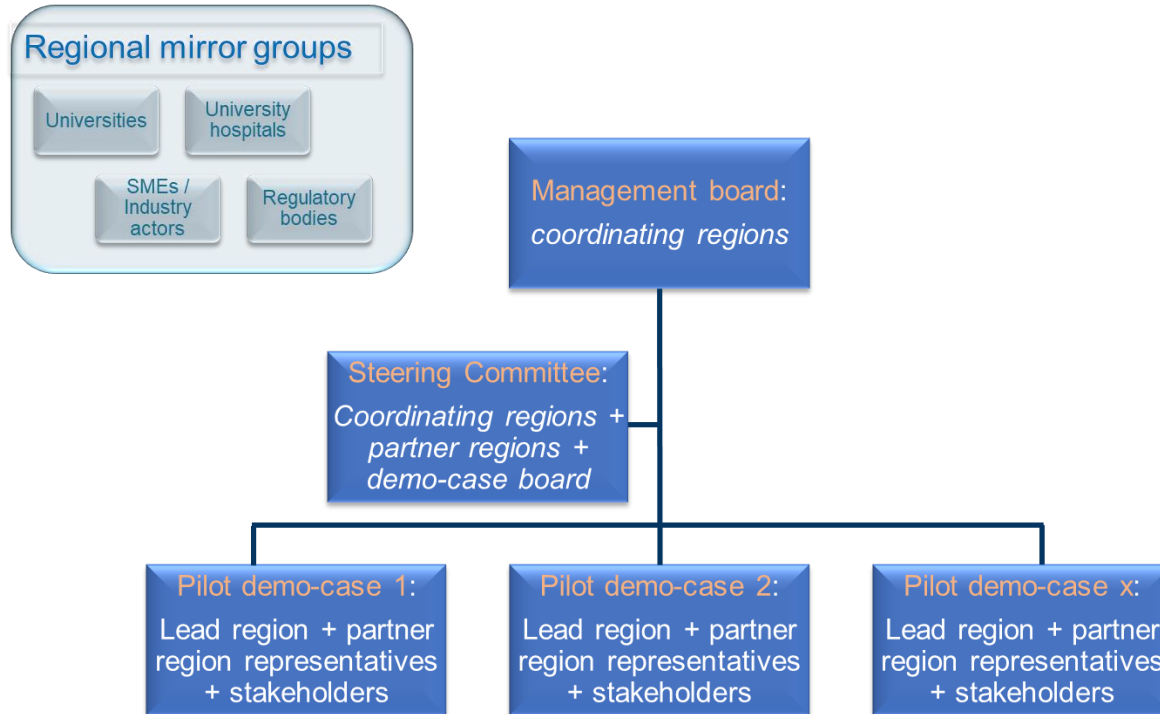 Regional mirror groups
Universities
University
hospitals
SMEs /
Industry
actors
Regulatory
bodies
Management board:
coordinating regions
Steering Committee:
Coordinating regions +
partner regions +
demo-case board
Pilot demo-case 1:
Lead region + partner
region representatives
+ stakeholders
Pilot demo-case 2:
Lead region + partner
region representatives
+ stakeholders
Pilot demo-case x:
Lead region + partner
region representatives
+ stakeholders